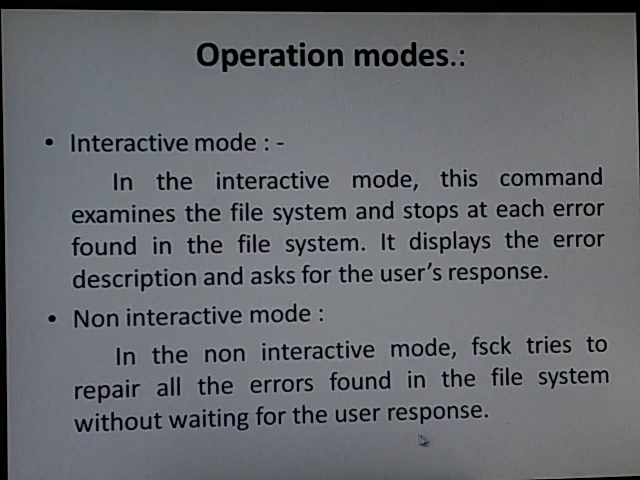 Operation modes.:
• Interactive mode : -
In the interactive mode, this command
examines the file system and stops at each error
found in the file system. It displays the error
description and asks for the user's response.
• Non interactive mode :
In the non interactive mode, fsck tries to
repair all the errors found in the file system
without waiting for the user response.